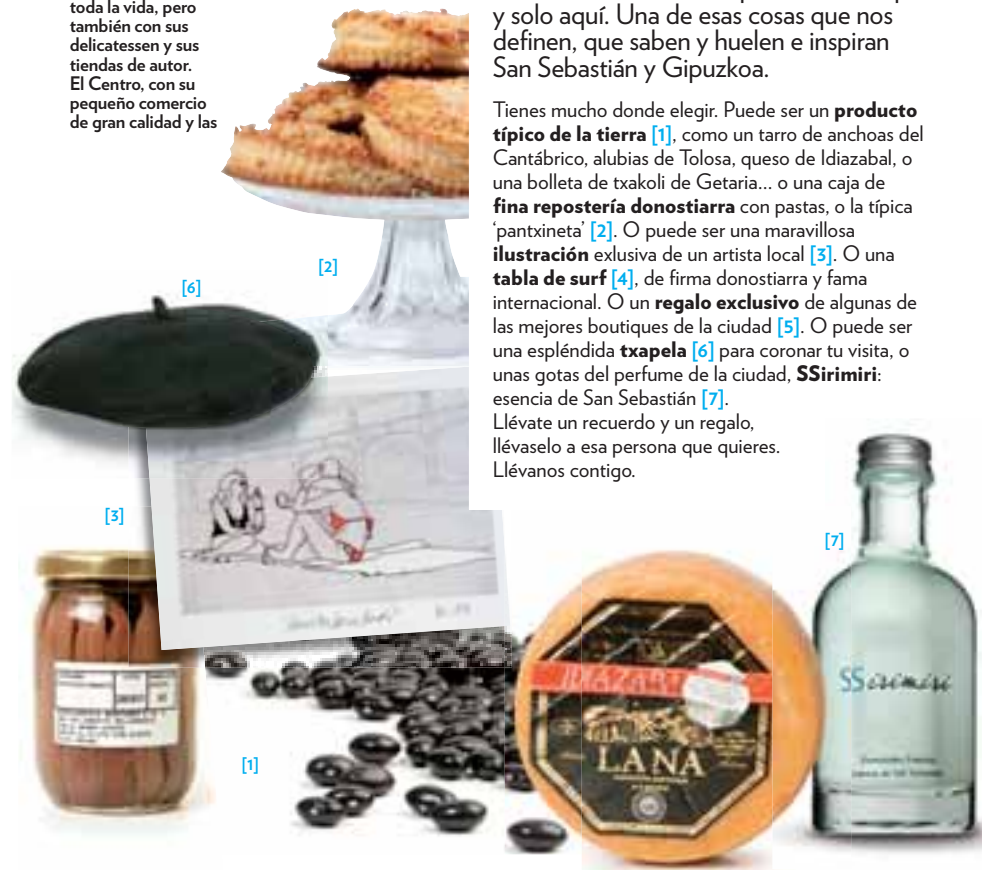 toda la vida, pero
también con sus
delicatessen y sus
tiendas de autor.
El Centro, con su
pequeño comercio
de gran calidad y las
y solo aquí. Una de esas cosas que nos
definen, que saben y huelen e inspiran
San Sebastián y Gipuzkoa.
Tienes mucho donde elegir. Puede ser un producto
típico de la tierra [1], como un tarro de anchoas del
Cantábrico, alubias de Tolosa, queso de Idiazabal, o
una bolleta de txakoli de Getaria... o una caja de
fina repostería donostiarra con pastas, o la típica
‘pantxineta’ [2]. O puede ser una maravillosa
ilustración exlusiva de un artista local [3]. O una
tabla de surf [4], de firma donostiarra y fama
internacional. O un regalo exclusivo de algunas de
las mejores boutiques de la ciudad [5]. O puede ser
una espléndida txapela [6] para coronar tu visita, o
unas gotas del perfume de la ciudad, SSirimiri:
esencia de San Sebastián [7].
Llévate un recuerdo y un regalo,
llévaselo a esa persona que quieres.
Llévanos contigo.
[2]
[6]
[3]
[7]
[1]
LANA
SSirimiri